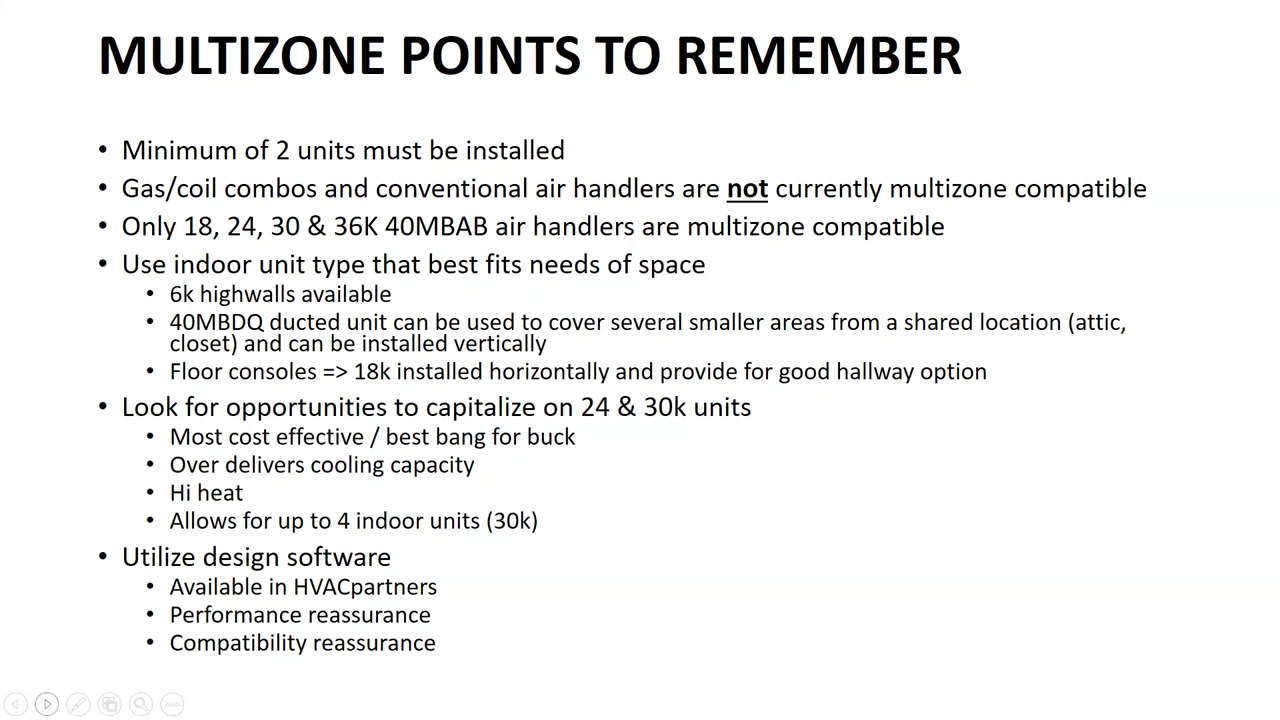 MULTIZONE POINTS TO REMEMBER
• Minimum of 2 units must be installed
• Gas/coil combos and conventional air handlers are not currently multizone compatible
• Only 18, 24, 30 & 36K 40MBAB air handlers are multizone compatible
• Use indoor unit type that best fits needs of space
• 6k highwalls available
• 40MBDQ ducted unit can be used to cover several smaller areas from a shared location (attic,
closet) and can be installed vertically
• Floor consoles => 18k installed horizontally and provide for good hallway option
• Look for opportunities to capitalize on 24 & 30k units
• Most cost effective / best bang for buck
• Over delivers cooling capacity
• Hi heat
• Allows for up to 4 indoor units (30k)
• Utilize design software
• Available in HVACpartners
• Performance reassurance
• Compatibility reassurance